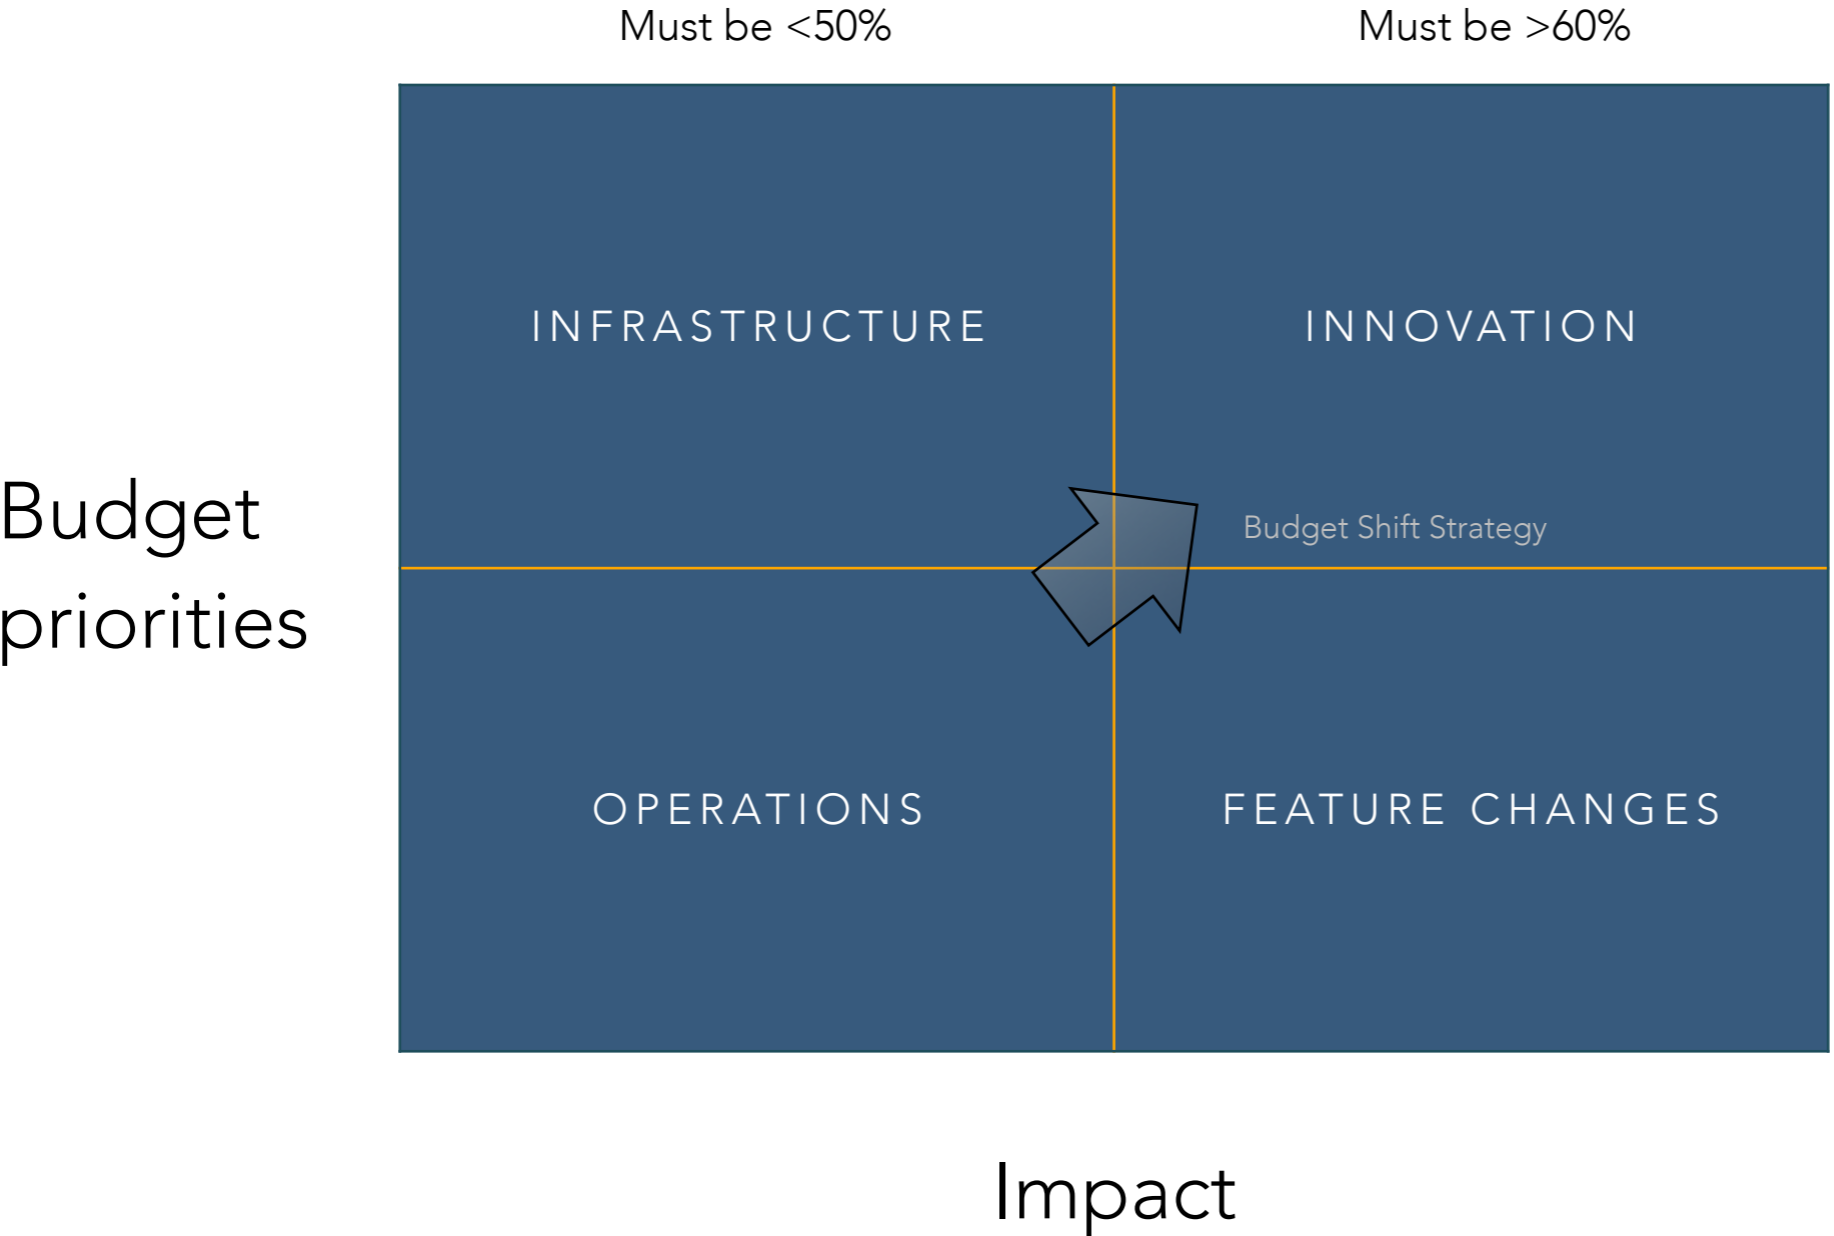 Must be <50%
Must be >60%
INFRASTRUCTURE
INNOVATION
Budget
priorities
Budget Shift Strategy
OPERATIONS
FEATURE CHANGES
Impact